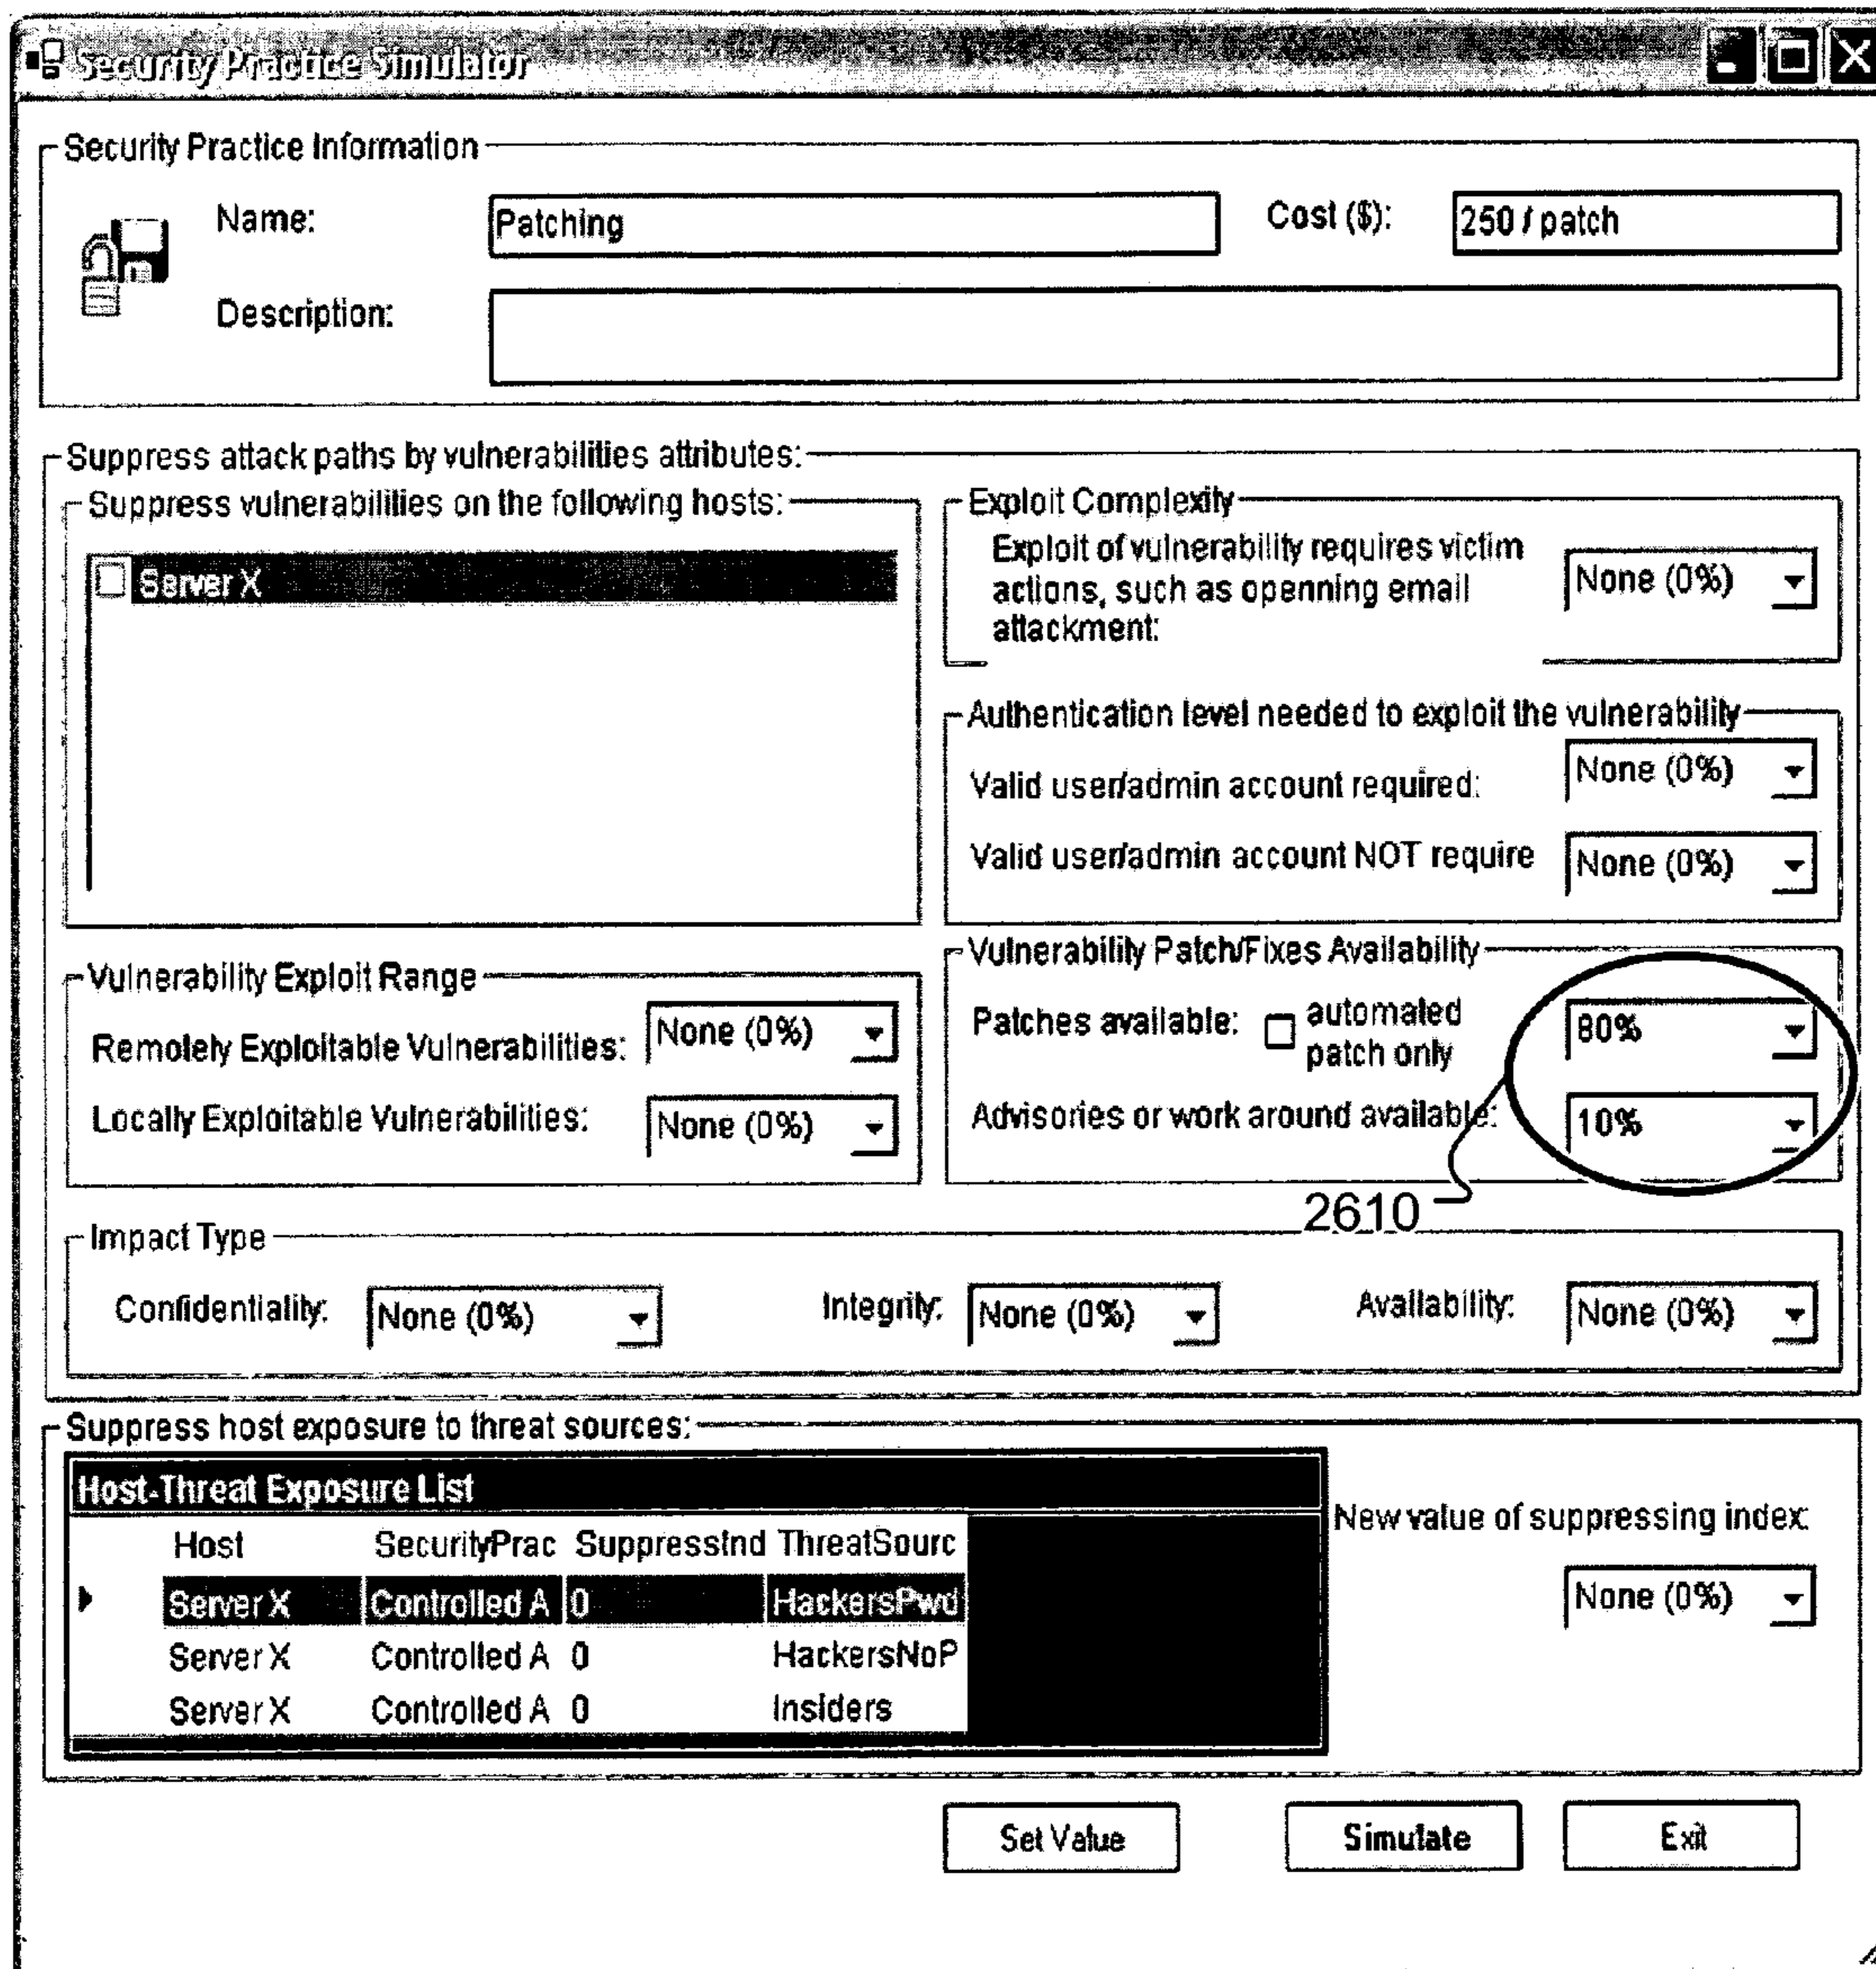 Security Practice Simulator
Security Practice Information
Name:
Patching
Cost ($):
250 / patch
Description:
Suppress attack paths by vulnerabilities attributes:
Suppress vulnerabilities on the following hosts:
Server X
Exploit Complexity
Exploit of vulnerability requires victim
actions, such as openning email
attackment:
None (0%)
Authentication level needed to exploit the vulnerability
Valid user/admin account required:
None (0%)
Valid user/admin account NOT require
None (0%)
Vulnerability Exploit Range
Remotely Exploitable Vulnerabilities:
None (0%)
Locally Exploitable Vulnerabilities:
None (0%)
Vulnerability Patch/Fixes Availability
Patches available:
automated
patch only
80%
Advisories or work around available:
10%
2610
Impact Type
Confidentiality:
None (0%)
Integrity:
None (0%)
Availability:
None (0%)
Suppress host exposure to threat sources:
Host-Threat Exposure List
Host SecurityPrac SuppressInd ThreatSourc
Server X Controlled A 0 HackersPwd
Server X Controlled A 0 HackersNoP
Server X Controlled A 0 Insiders
New value of suppressing index:
None (0%)
Set Value
Simulate
Exit